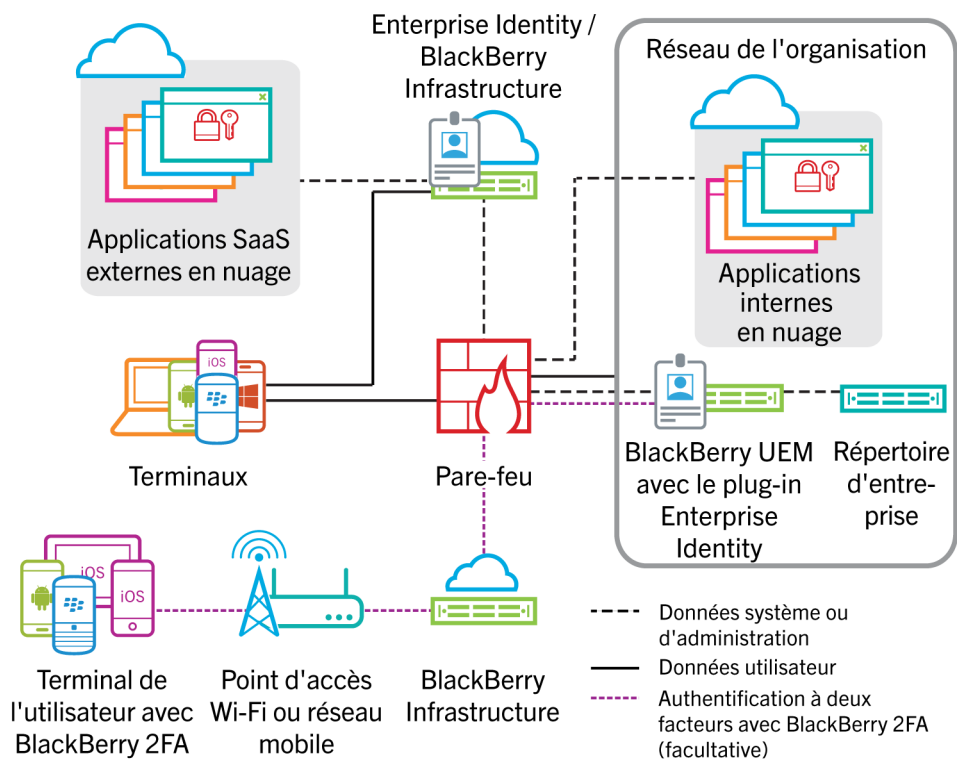 Enterprise Identity /
BlackBerry
Infrastructure
Réseau de l'organisation
Applications SaaS
externes en nuage
Applications
internes
en nuage
iOS
Terminaux
Pare-feu
BlackBerry UEM
avec le plug-in
Enterprise
Identity
Répertoire
d'entre-
prise
iOS
iOS
Terminal de
l'utilisateur avec
BlackBerry 2FA
Point d'accès
Wi-Fi ou réseau
mobile
BlackBerry
Infrastructure
Données système ou
d'administration
Données utilisateur
Authentification à deux
facteurs avec BlackBerry 2FA
(facultative)